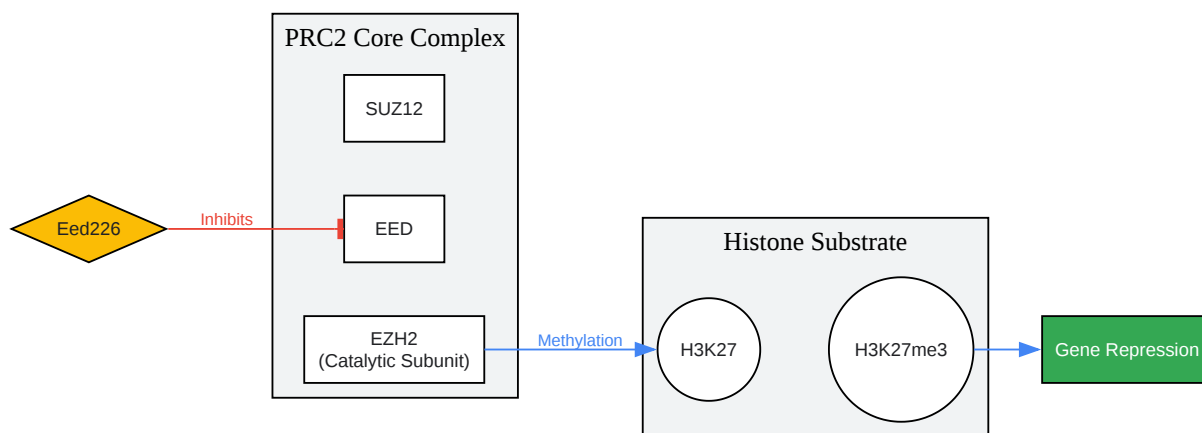 PRC2 Core Complex
SUZ12
Eed226
Inhibits
EED
EZH2
(Catalytic Subunit)
Methylation
Histone Substrate
H3K27
H3K27me3
Gene Repression